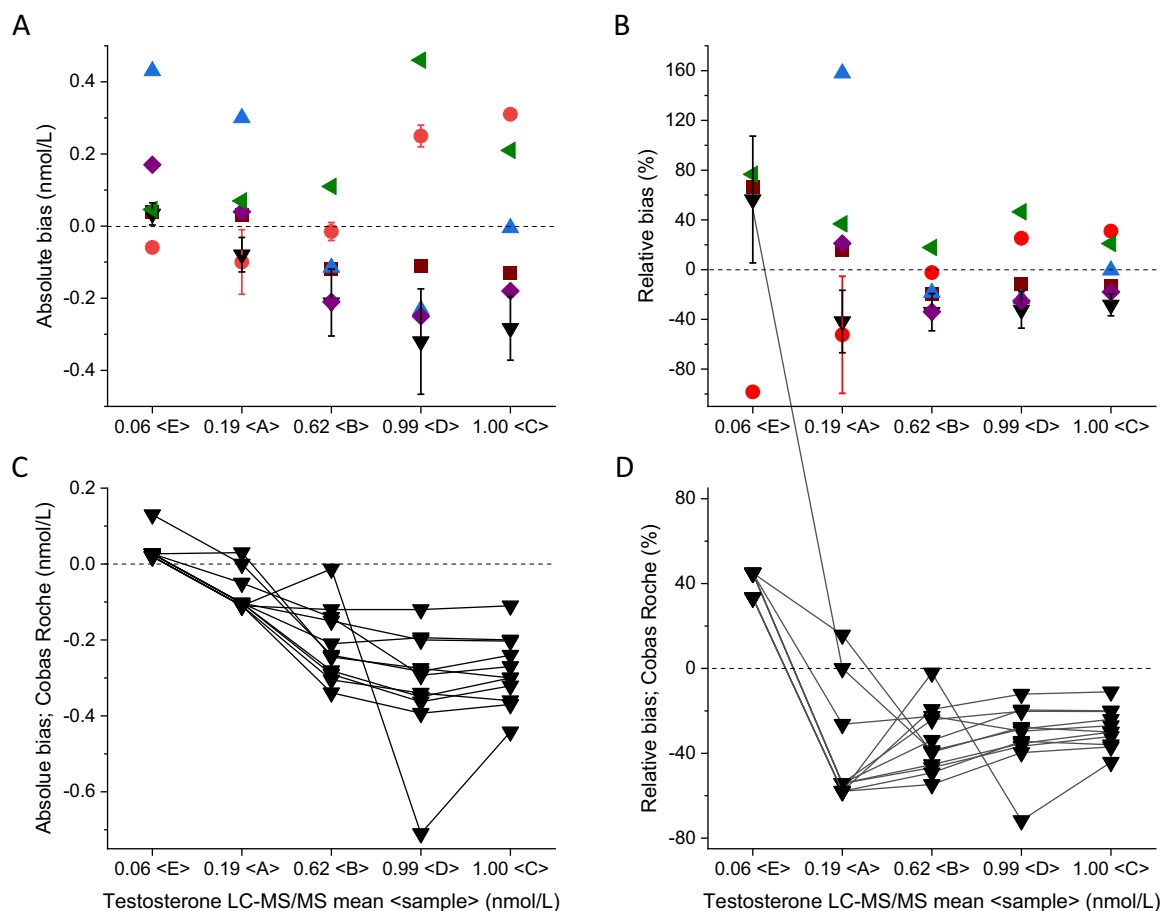 A
Absolute bias (nmol/L)
0.4
0.2
0.0
-0.2
-0.4
0.06 <E> 0.19 <A> 0.62 <B> 0.99 <D> 1.00 <C>
B
Relative bias (%)
160
120
80
40
0
-40
-80
0.06 <E> 0.19 <A> 0.62 <B> 0.99 <D> 1.00 <C>
C
Absolue bias; Cobas Roche (nmol/L)
0.2
0.0
-0.2
-0.4
-0.6
0.06 <E> 0.19 <A> 0.62 <B> 0.99 <D> 1.00 <C>
Testosterone LC-MS/MS mean <sample> (nmol/L)
D
Relative bias; Cobas Roche (%)
80
40
0
-40
-80
0.06 <E> 0.19 <A> 0.62 <B> 0.99 <D> 1.00 <C>
Testosterone LC-MS/MS mean <sample> (nmol/L)